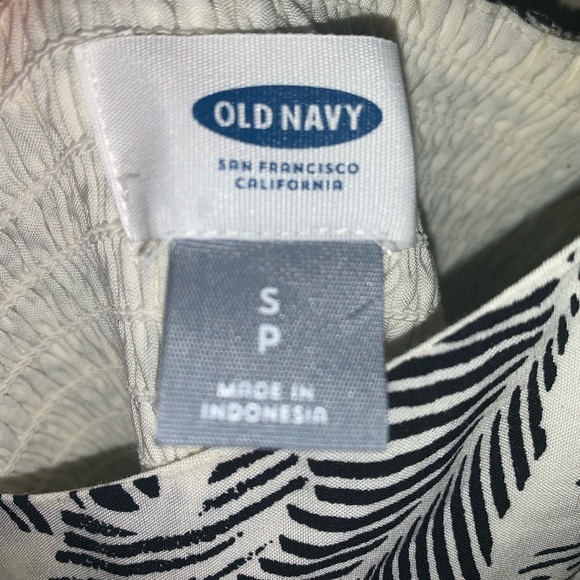 OLD NAVY
SAN FRANCISCO
CALIFORNIA
S
P
MADE IN
INDONESIA